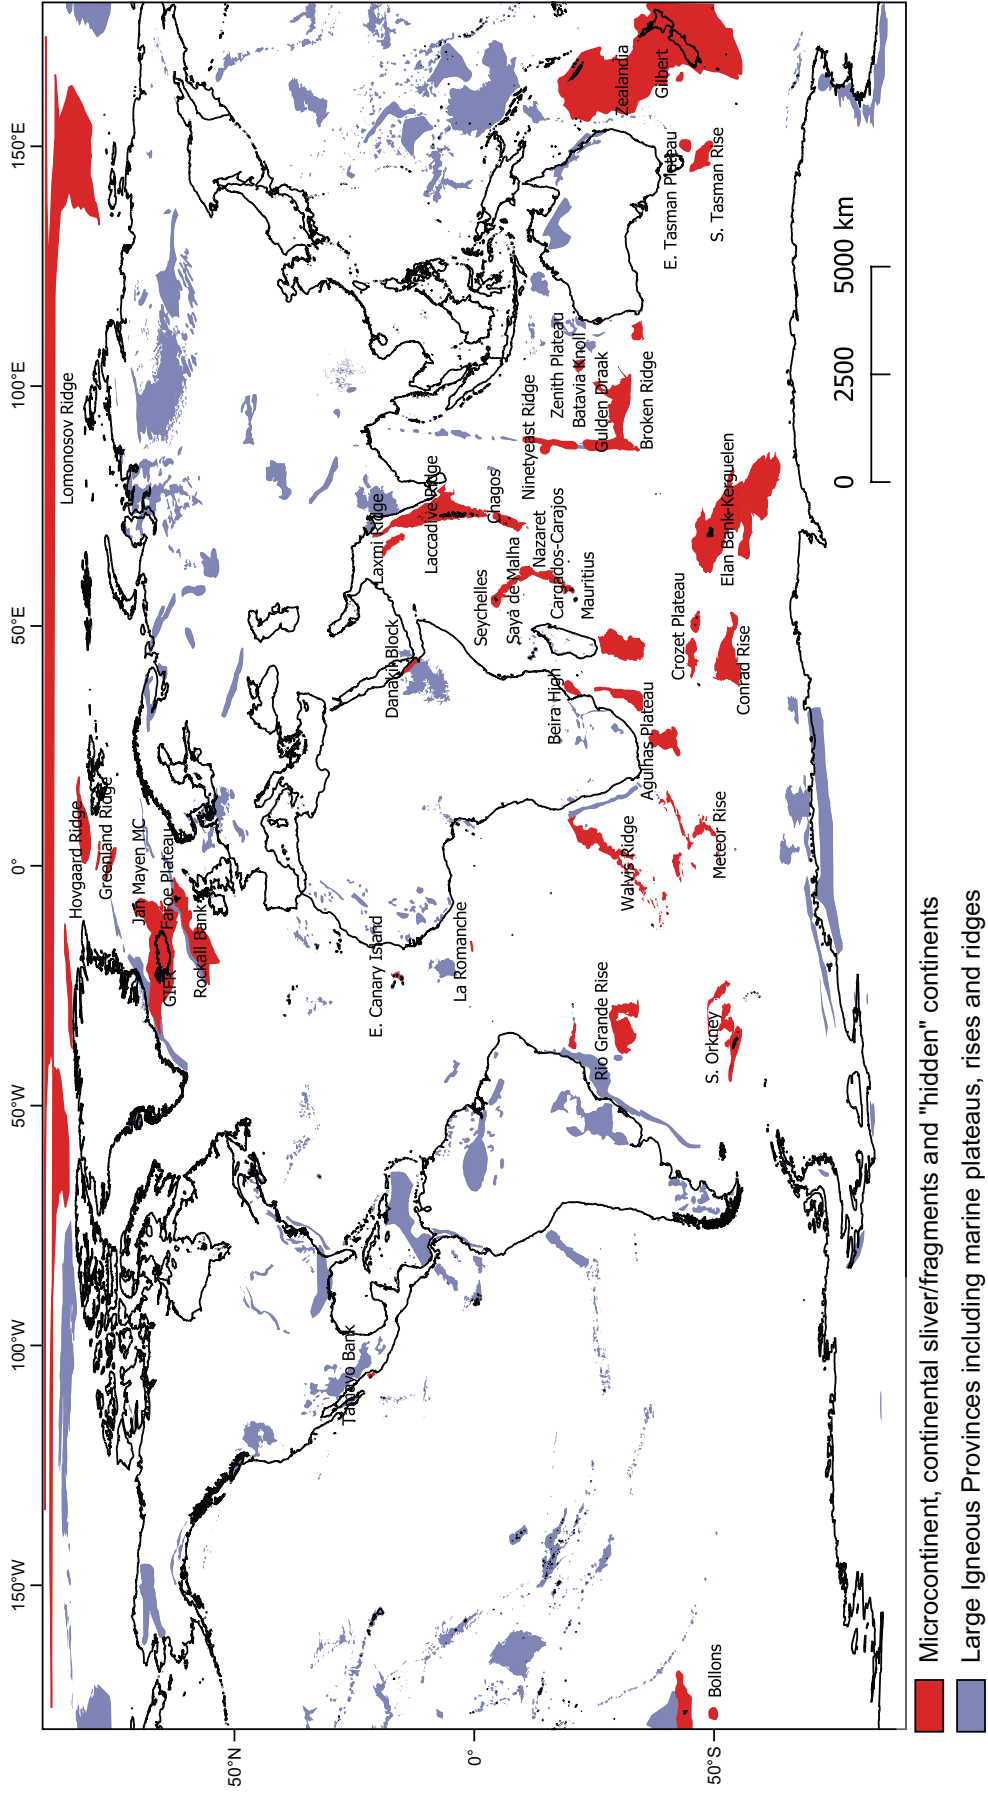 150°W
100°W
50°W
0°
50°E
100°E
150°E
50°N
0°
50°S
Lomonosov Ridge
Hovgaard Ridge
Greenland Ridge
Jan Mayen MC
Faroe Plateau
GIFR
Rockall Bank
E. Canary Island
La Romanche
Tamayo Bank
Danakil Block
Laxmi Ridge
Laccadive Ridge
Chagos
Seychelles
Saya de Malha
Nazaret
Cargados-Carajos
Mauritius
Ninetyeast Ridge
Zenith Plateau
Batavia Knoll
Gulden Draak
Broken Ridge
Beira High
Agulhas Plateau
Walvis Ridge
Meteor Rise
Rio Grande Rise
S. Orkney
Crozet Plateau
Conrad Rise
Elan Bank-Kerguelen
Zealandia
Gilbert
E. Tasman Plateau
S. Tasman Rise
Bollons
0 2500 5000 km
Microcontinent, continental sliver/fragments and "hidden" continents
Large Igneous Provinces including marine plateaus, rises and ridges